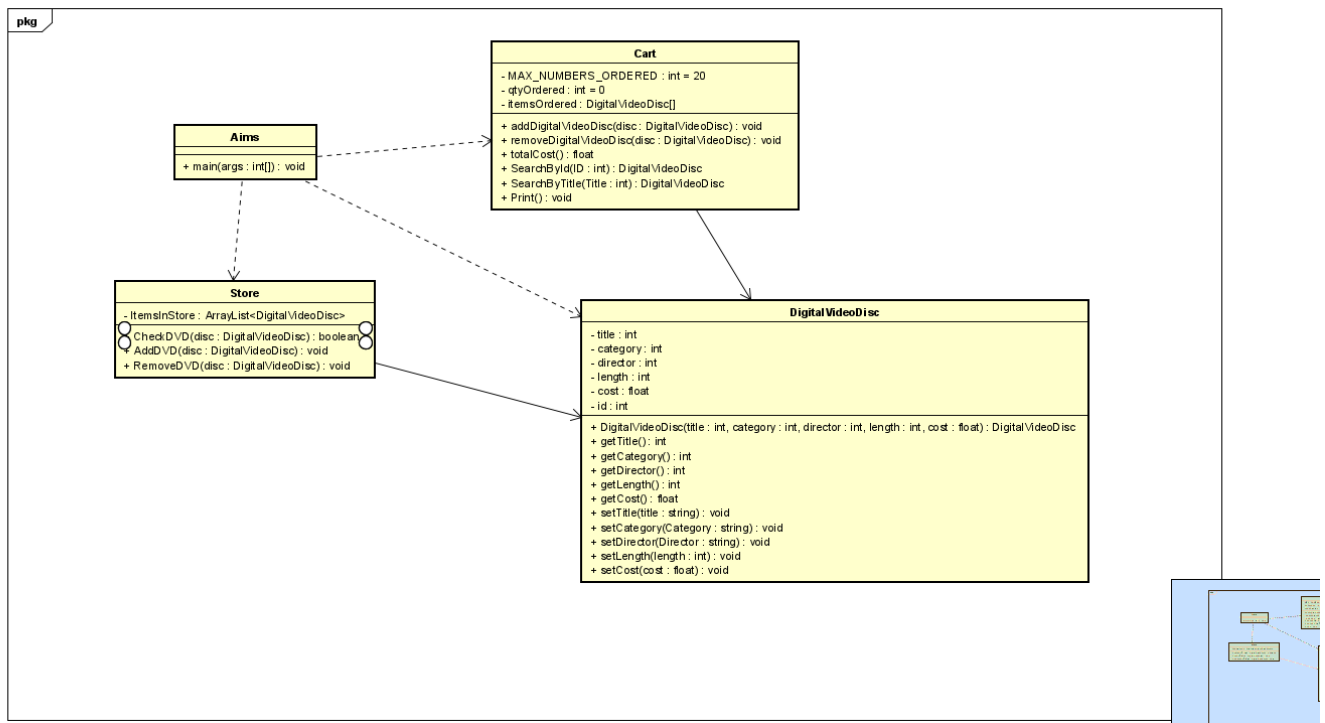 pkg
Cart
- MAX_NUMBERS_ORDERED : int = 20
- qtyOrdered : int = 0
- itemsOrdered : DigitalVideoDisc[]
+ addDigitalVideoDisc(disc : DigitalVideoDisc) : void
+ removeDigitalVideoDisc(disc : DigitalVideoDisc) : void
+ totalCost() : float
+ SearchById(ID : int) : DigitalVideoDisc
+ SearchByTitle(Title : int) : DigitalVideoDisc
+ Print() : void
Aims
+ main(args : int[]) : void
Store
- ItemsInStore : ArrayList<DigitalVideoDisc>
CheckDVD(disc : DigitalVideoDisc) : boolean
+ AddDVD(disc : DigitalVideoDisc) : void
+ RemoveDVD(disc : DigitalVideoDisc) : void
DigitalVideoDisc
- title : int
- category : int
- director : int
- length : int
- cost : float
- id : int
+ DigitalVideoDisc(title : int, category : int, director : int, length : int, cost : float) : DigitalVideoDisc
+ getTitle() : int
+ getCategory() : int
+ getDirector() : int
+ getLength() : int
+ getCost() : float
+ setTitle(title : string) : void
+ setCategory(Category : string) : void
+ setDirector(Director : string) : void
+ setLength(length : int) : void
+ setCost(cost : float) : void